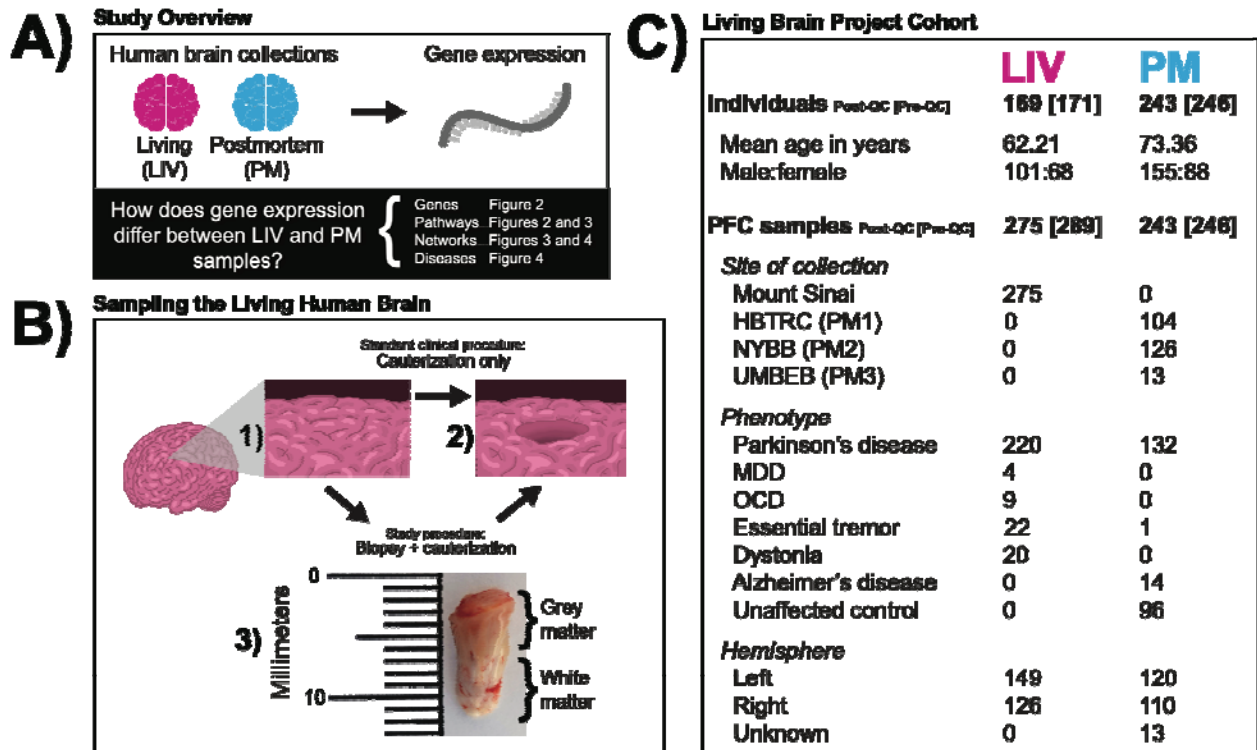 A)
Study Overview
Human brain collections
Gene expression
Living
(LIV)
Postmortem
(PM)
How does gene expression
differ between LIV and PM
samples?
{
Genes Figure 2
Pathways Figures 2 and 3
Networks Figures 3 and 4
Diseases Figure 4
B)
Sampling the Living Human Brain
Standard clinical procedure:
Cauterization only
1)
2)
Study procedure:
Biopsy + cauterization
3)
Millimeters
0
10
Grey
matter
White
matter
C)
Living Brain Project Cohort
LIV PM
Individuals Post-QC [Pre-QC] 169 [171] 243 [246]
Mean age in years 62.21 73.36
Male:female 101:68 155:88
PFC samples Post-QC [Pre-QC] 275 [289] 243 [246]
Site of collection
Mount Sinai 275 0
HBTRC (PM1) 0 104
NYBB (PM2) 0 126
UMBEB (PM3) 0 13
Phenotype
Parkinson's disease 220 132
MDD 4 0
OCD 9 0
Essential tremor 22 1
Dystonia 20 0
Alzheimer's disease 0 14
Unaffected control 0 96
Hemisphere
Left 149 120
Right 126 110
Unknown 0 13